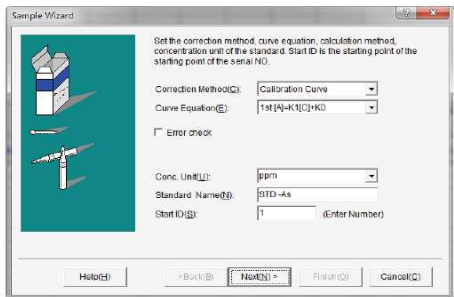 Sample Wizard
Set the correction method, curve equation, calculation method,
concentration unit of the standard. Start ID is the starting point of the
starting point of the serial NO.
Correction Method(C): Calibration Curve
Curve Equation(E): 1st [A]=K1[C]+K0
Error check
Conc. Unit(U): ppm
Standard Name(N): STD-As
Start ID(S): 1 (Enter Number)
Help(H) <Back(B) Next(N) > Finish(O) Cancel(C)